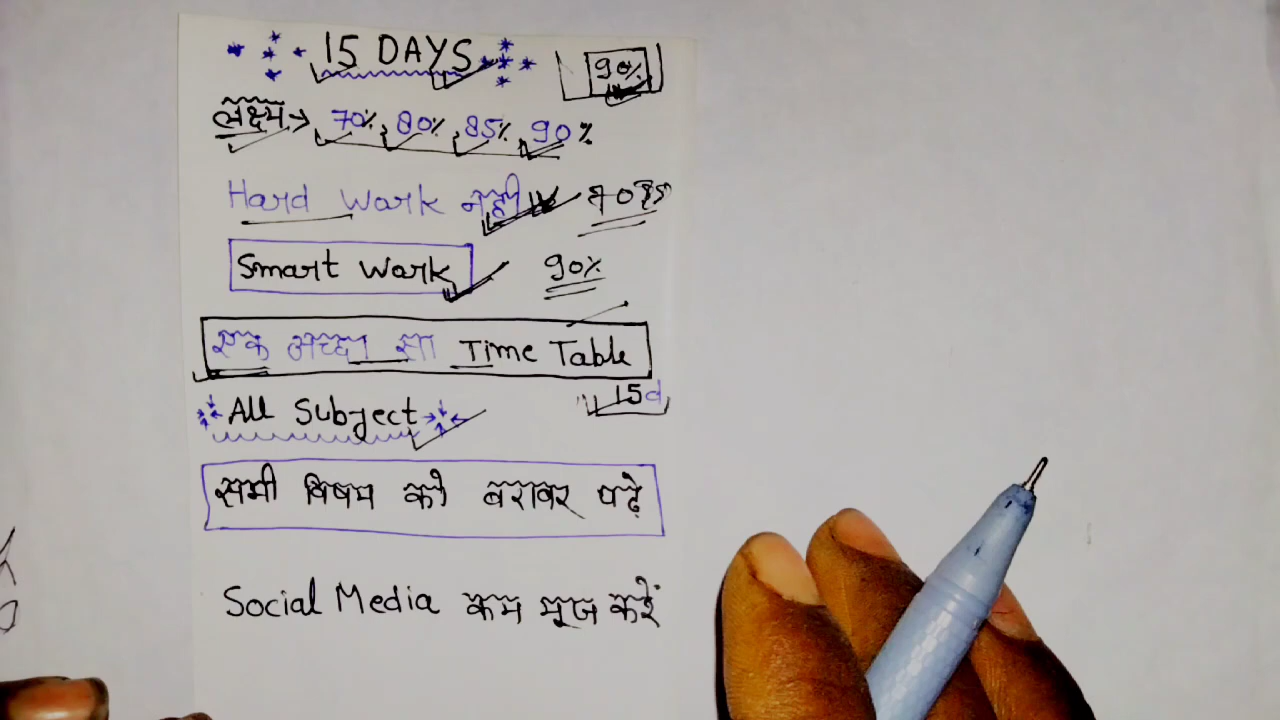 15 DAYS 90%
लक्ष्य → 70% 80% 85% 90%
Hard Work नही
Smart Work 90%
एक अच्छा सा Time Table
15d
All Subject
सभी विषय को बराबर पढ़े
Social Media कम यूज करें